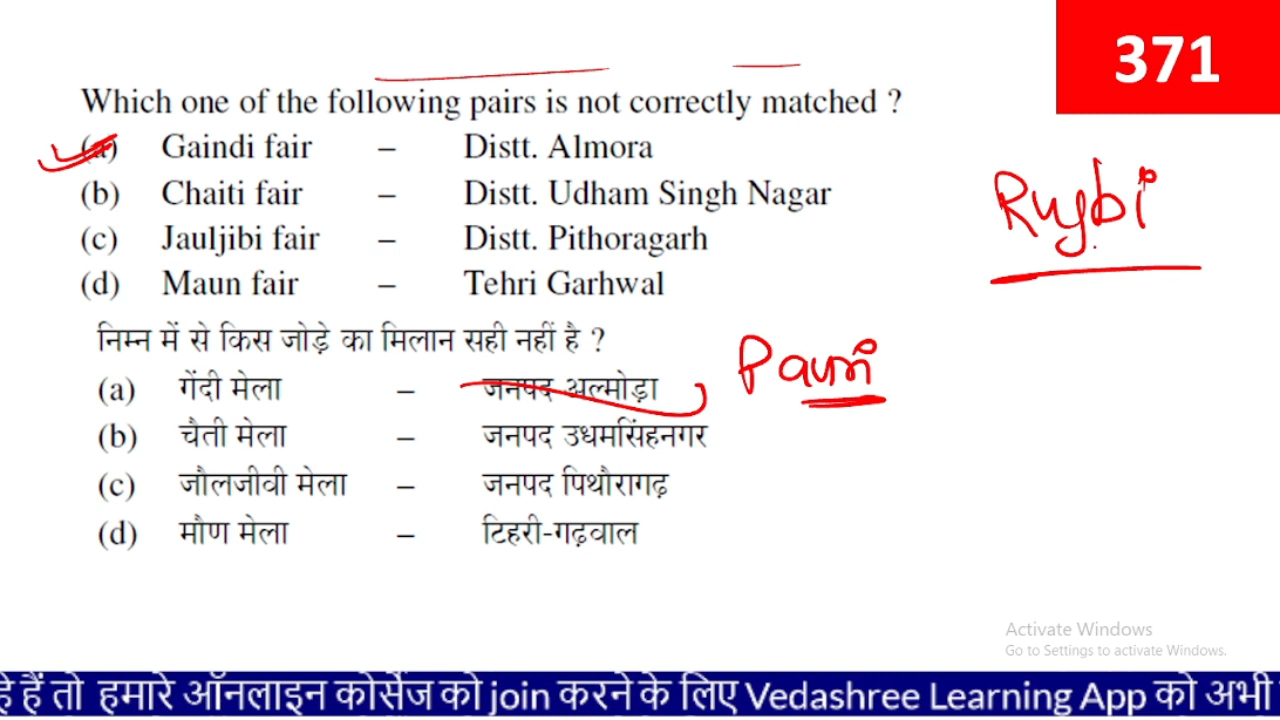 371
Which one of the following pairs is not correctly matched ?
(a) Gaindi fair – Distt. Almora
(b) Chaiti fair – Distt. Udham Singh Nagar
(c) Jauljibi fair – Distt. Pithoragarh
(d) Maun fair – Tehri Garhwal
Rugbi
निम्न में से किस जोड़े का मिलान सही नहीं है ?
(a) गेंदी मेला – जनपद अल्मोड़ा
Pauri
(b) चैती मेला – जनपद उधमसिंहनगर
(c) जौलजीवी मेला – जनपद पिथौरागढ़
(d) मौण मेला – टिहरी-गढ़वाल
Activate Windows
Go to Settings to activate Windows.
हे हैं तो हमारे ऑनलाइन कोर्सेज को join करने के लिए Vedashree Learning App को अभी